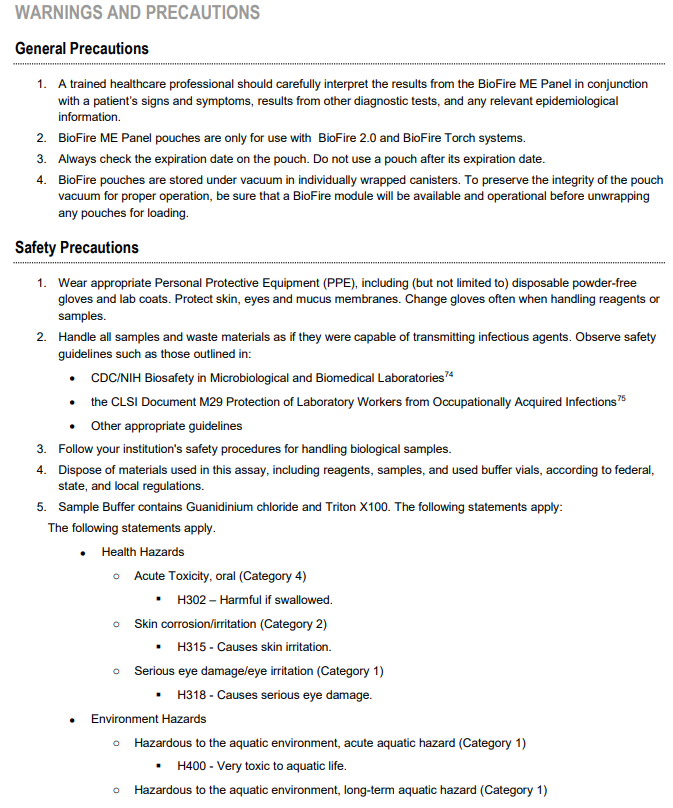 WARNINGS AND PRECAUTIONS
General Precautions
1. A trained healthcare professional should carefully interpret the results from the BioFire ME Panel in conjunction
with a patient's signs and symptoms, results from other diagnostic tests, and any relevant epidemiological
information.
2. BioFire ME Panel pouches are only for use with  BioFire 2.0 and BioFire Torch systems.
3. Always check the expiration date on the pouch. Do not use a pouch after its expiration date.
4. BioFire pouches are stored under vacuum in individually wrapped canisters. To preserve the integrity of the pouch
vacuum for proper operation, be sure that a BioFire module will be available and operational before unwrapping
any pouches for loading.
Safety Precautions
1. Wear appropriate Personal Protective Equipment (PPE), including (but not limited to) disposable powder-free
gloves and lab coats. Protect skin, eyes and mucus membranes. Change gloves often when handling reagents or
samples.
2. Handle all samples and waste materials as if they were capable of transmitting infectious agents. Observe safety
guidelines such as those outlined in:
• CDC/NIH Biosafety in Microbiological and Biomedical Laboratories74
• the CLSI Document M29 Protection of Laboratory Workers from Occupationally Acquired Infections75
• Other appropriate guidelines
3. Follow your institution's safety procedures for handling biological samples.
4. Dispose of materials used in this assay, including reagents, samples, and used buffer vials, according to federal,
state, and local regulations.
5. Sample Buffer contains Guanidinium chloride and Triton X100. The following statements apply:
The following statements apply.
• Health Hazards
○ Acute Toxicity, oral (Category 4)
▪ H302 – Harmful if swallowed.
○ Skin corrosion/irritation (Category 2)
▪ H315 - Causes skin irritation.
○ Serious eye damage/eye irritation (Category 1)
▪ H318 - Causes serious eye damage.
• Environment Hazards
○ Hazardous to the aquatic environment, acute aquatic hazard (Category 1)
▪ H400 - Very toxic to aquatic life.
○ Hazardous to the aquatic environment, long-term aquatic hazard (Category 1)